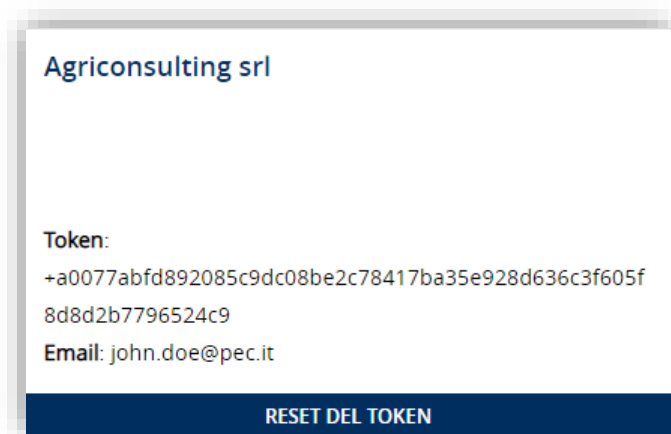 Agriconsulting srl
Token:
+a0077abfd892085c9dc08be2c78417ba35e928d636c3f605f
8d8d2b7796524c9
Email: john.doe@pec.it
RESET DEL TOKEN